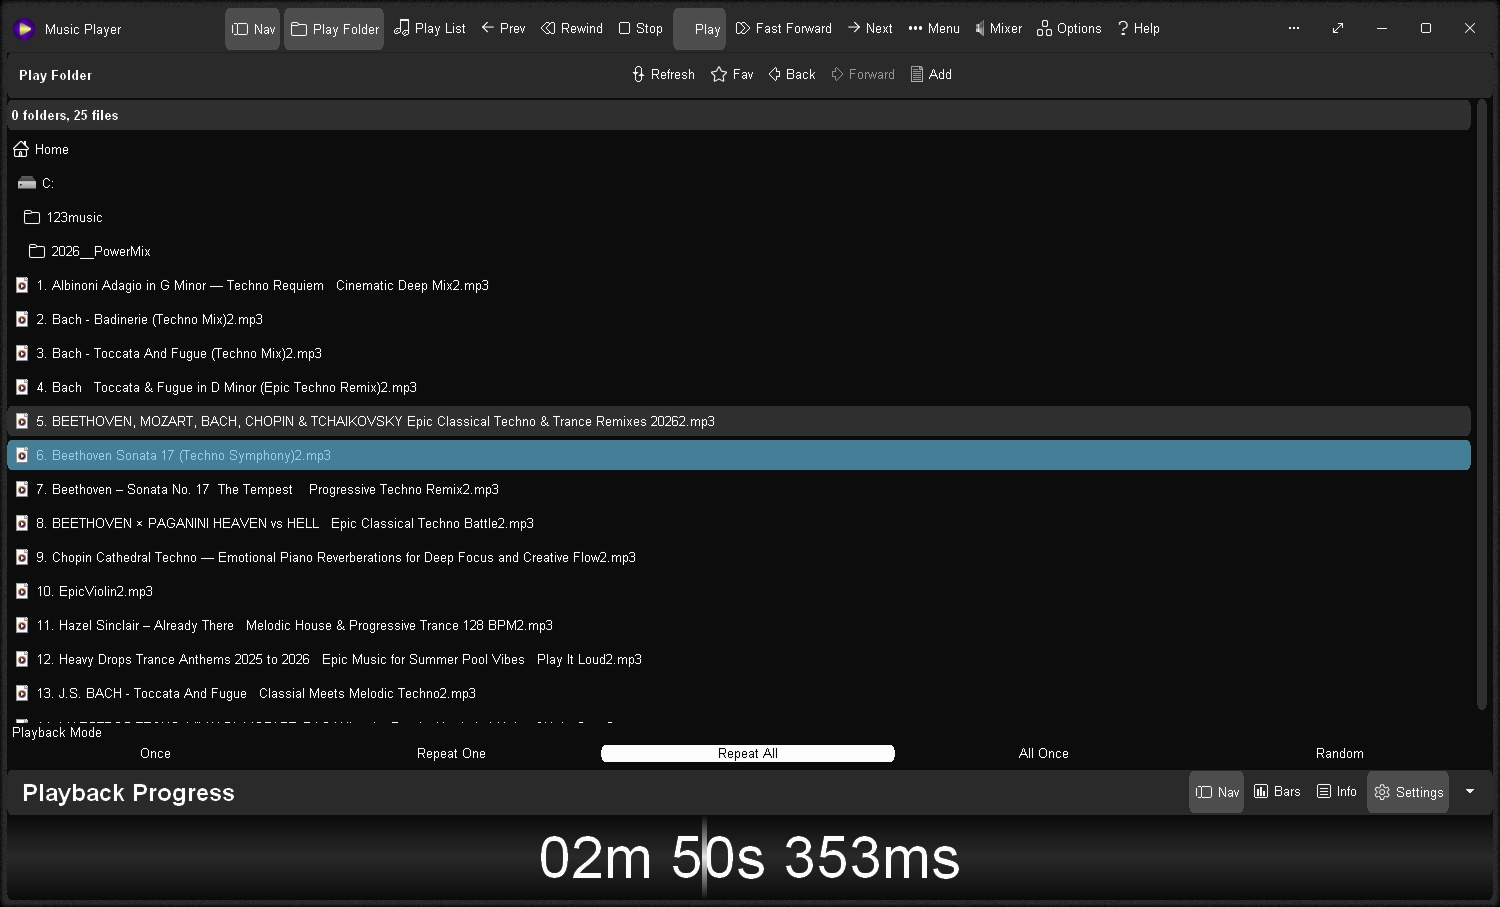 Music Player
Nav Play Folder Play List Prev Rewind Stop Play Fast Forward Next Menu Mixer Options Help
Play Folder
Refresh Fav Back Forward Add
0 folders, 25 files
Home
C:
123music
2026__PowerMix
1. Albinoni Adagio in G Minor — Techno Requiem   Cinematic Deep Mix2.mp3
2. Bach - Badinerie (Techno Mix)2.mp3
3. Bach - Toccata And Fugue (Techno Mix)2.mp3
4. Bach   Toccata & Fugue in D Minor (Epic Techno Remix)2.mp3
5. BEETHOVEN, MOZART, BACH, CHOPIN & TCHAIKOVSKY Epic Classical Techno & Trance Remixes 20262.mp3
6. Beethoven Sonata 17 (Techno Symphony)2.mp3
7. Beethoven – Sonata No. 17  The Tempest    Progressive Techno Remix2.mp3
8. BEETHOVEN × PAGANINI HEAVEN vs HELL   Epic Classical Techno Battle2.mp3
9. Chopin Cathedral Techno — Emotional Piano Reverberations for Deep Focus and Creative Flow2.mp3
10. EpicViolin2.mp3
11. Hazel Sinclair – Already There   Melodic House & Progressive Trance 128 BPM2.mp3
12. Heavy Drops Trance Anthems 2025 to 2026   Epic Music for Summer Pool Vibes   Play It Loud2.mp3
13. J.S. BACH - Toccata And Fugue   Classial Meets Melodic Techno2.mp3
Playback Mode
Once Repeat One Repeat All All Once Random
Playback Progress
Nav Bars Info Settings
02m 50s 353ms